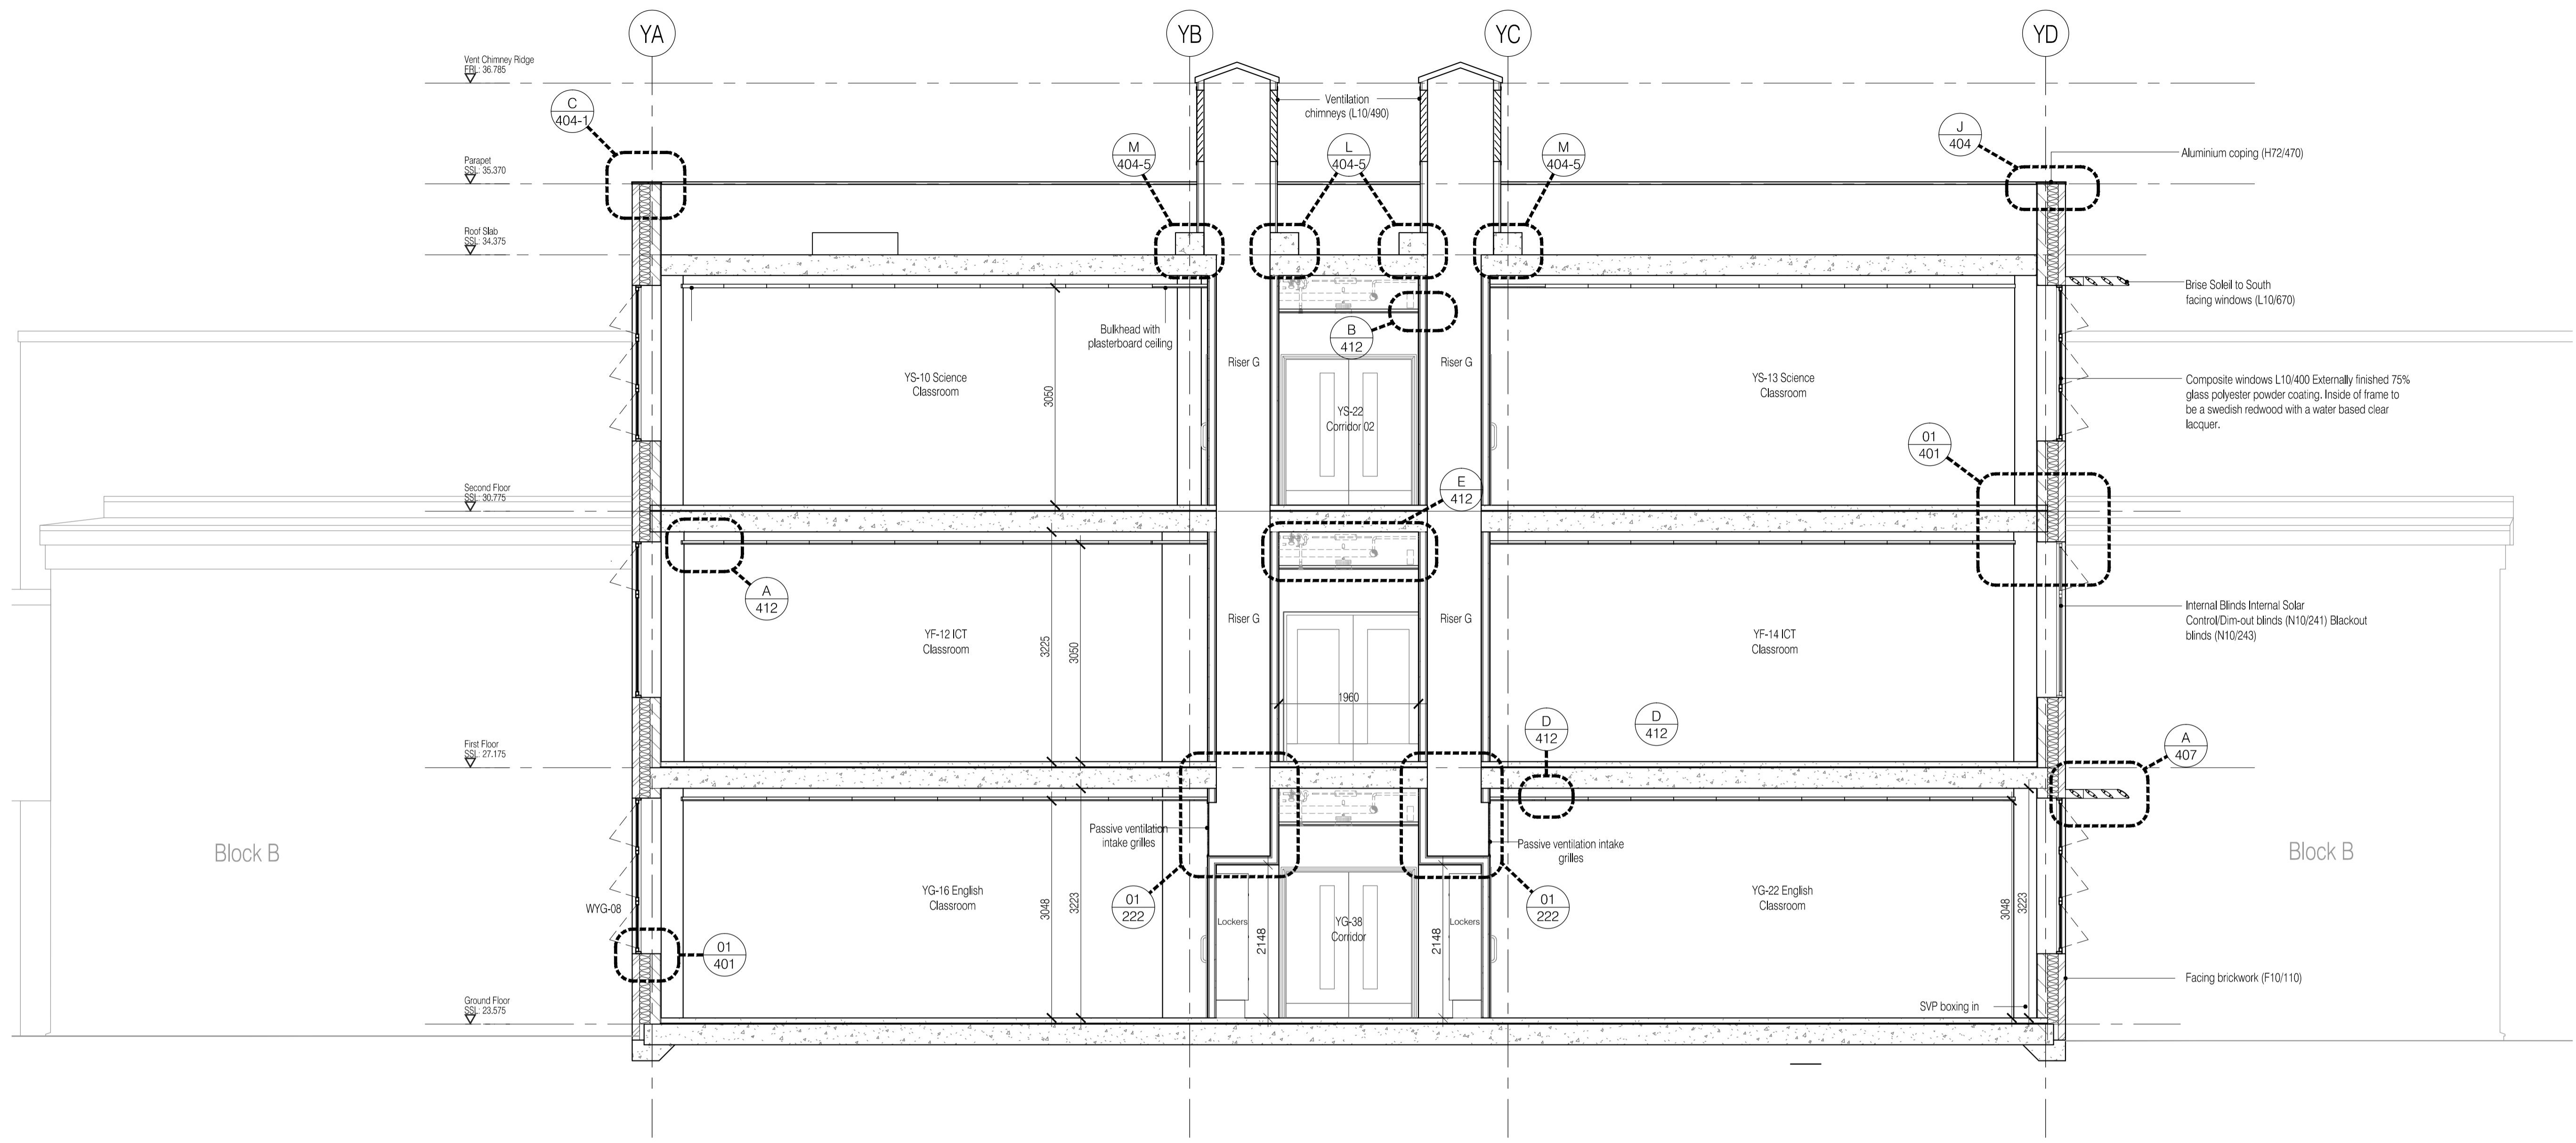 YA
YB
YC
YD
Vent Chimney Ridge
FRL: 36.785
C
404-1
Ventilation
chimneys (L10/490)
M
404-5
L
404-5
M
404-5
J
404
Aluminium coping (H72/470)
Parapet
SSL: 35.370
Roof Slab
SSL: 34.375
Brise Soleil to South
facing windows (L10/670)
Bulkhead with
plasterboard ceiling
B
412
Riser G
Riser G
YS-10 Science
Classroom
3050
YS-22
Corridor 02
YS-13 Science
Classroom
Composite windows L10/400 Externally finished 75%
glass polyester powder coating. Inside of frame to
be a swedish redwood with a water based clear
lacquer.
01
401
Second Floor
SSL: 30.775
E
412
A
412
Riser G
Riser G
YF-12 ICT
Classroom
3225
3050
YF-14 ICT
Classroom
Internal Blinds Internal Solar
Control/Dim-out blinds (N10/241) Blackout
blinds (N10/243)
1960
D
412
D
412
A
407
First Floor
SSL: 27.175
Passive ventilation
intake grilles
Passive ventilation intake
grilles
Block B
Block B
YG-16 English
Classroom
3048
3223
YG-22 English
Classroom
3048
3223
WYG-08
01
222
01
222
Lockers
Lockers
YG-38
Corridor
2148
2148
01
401
Facing brickwork (F10/110)
SVP boxing in
Ground Floor
SSL: 23.575